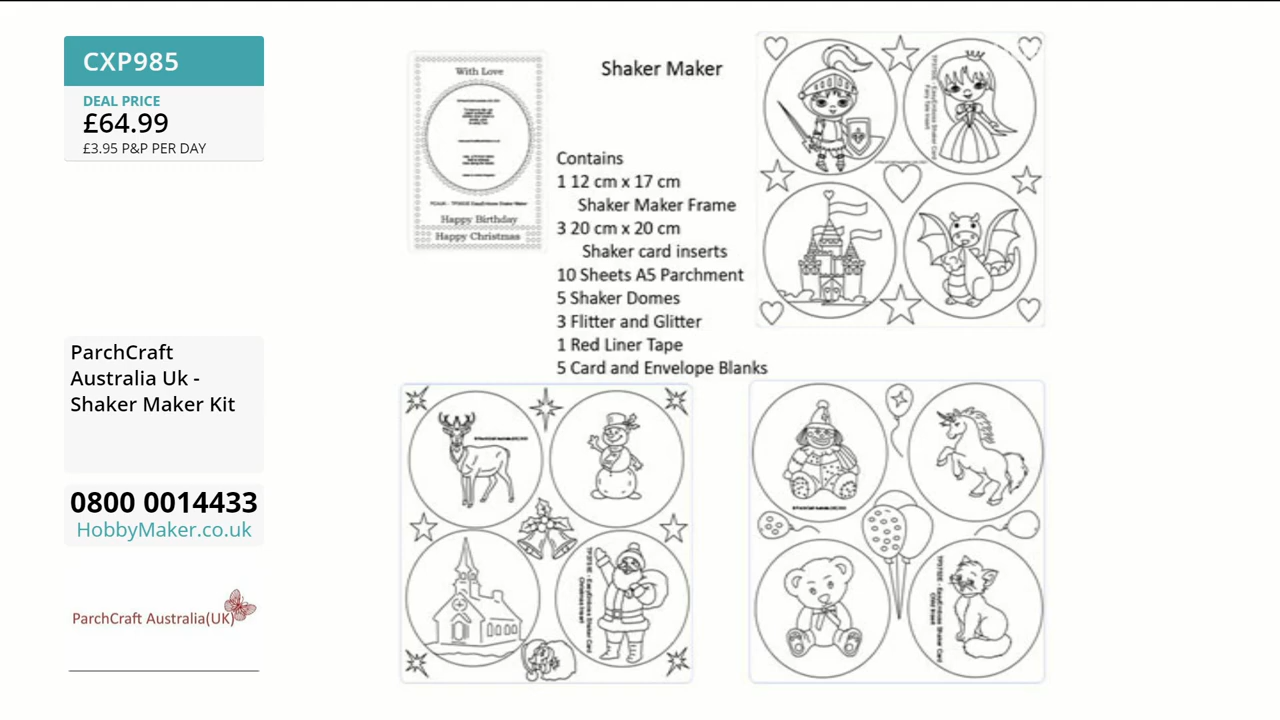 CXP985
DEAL PRICE
£64.99
£3.95 P&P PER DAY
ParchCraft
Australia Uk -
Shaker Maker Kit
0800 0014433
HobbyMaker.co.uk
ParchCraft Australia(UK)
With Love
Happy Birthday
Happy Christmas
Shaker Maker
Contains
1 12 cm x 17 cm
Shaker Maker Frame
3 20 cm x 20 cm
Shaker card inserts
10 Sheets A5 Parchment
5 Shaker Domes
3 Flitter and Glitter
1 Red Liner Tape
5 Card and Envelope Blanks